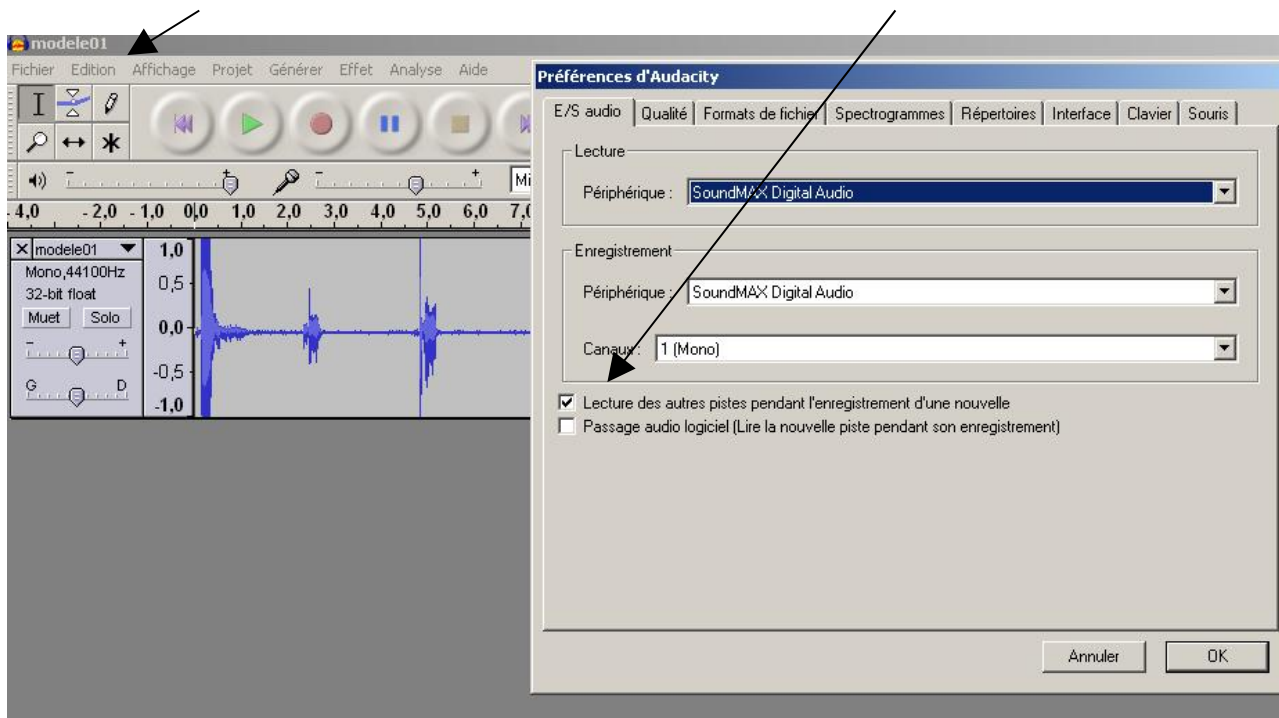 modele01
Fichier Edition Affichage Projet Générer Effet Analyse Aide
- 4,0 - 2,0 - 1,0 0,0 1,0 2,0 3,0 4,0 5,0 6,0
modele01
Mono,44100Hz
32-bit float
Muet Solo
- +
G D
1,0
0,5
0,0
-0,5
-1,0
Préférences d'Audacity
E/S audio Qualité Formats de fichier Spectrogrammes Répertoires Interface Clavier Souris
Lecture
Périphérique : SoundMAX Digital Audio
Enregistrement
Périphérique : SoundMAX Digital Audio
Canaux : 1 (Mono)
Lecture des autres pistes pendant l'enregistrement d'une nouvelle
Passage audio logiciel (Lire la nouvelle piste pendant son enregistrement)
Annuler OK